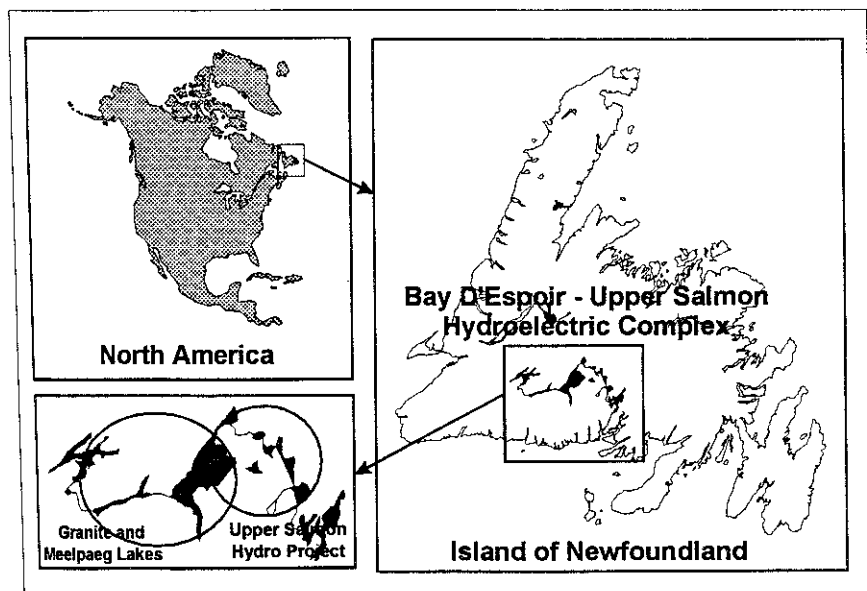 North America
Bay D'Espoir - Upper Salmon
Hydroelectric Complex
Granite and
Meelpaeg Lakes
Upper Salmon
Hydro Project
Island of Newfoundland